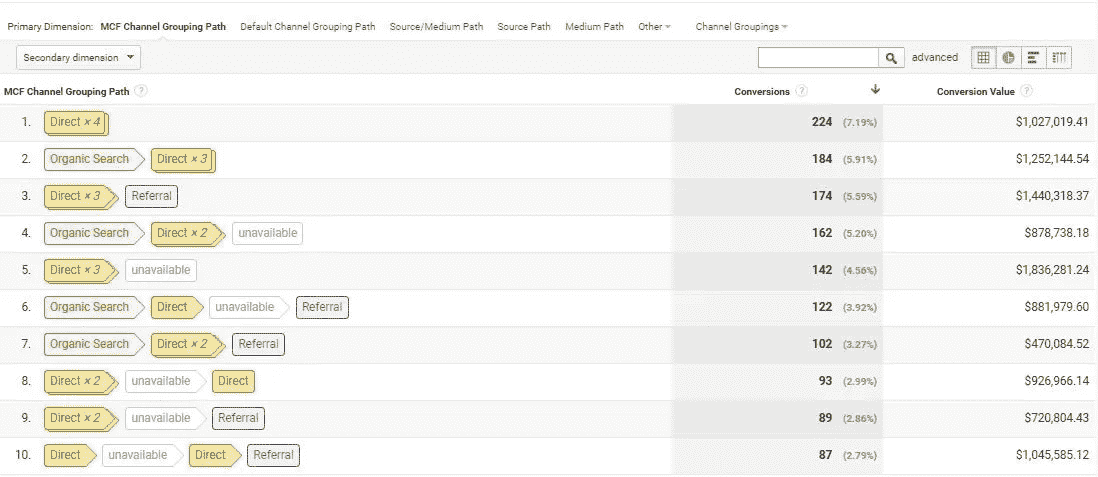 Primary Dimension: MCF Channel Grouping Path Default Channel Grouping Path Source/Medium Path Source Path Medium Path Other Channel Groupings
Secondary dimension advanced
MCF Channel Grouping Path ? Conversions ? Conversion Value ?
1. Direct × 4 224 (7.19%) $1,027,019.41
2. Organic Search Direct × 3 184 (5.91%) $1,252,144.54
3. Direct × 3 Referral 174 (5.59%) $1,440,318.37
4. Organic Search Direct × 2 unavailable 162 (5.20%) $878,738.18
5. Direct × 3 unavailable 142 (4.56%) $1,836,281.24
6. Organic Search Direct unavailable Referral 122 (3.92%) $881,979.60
7. Organic Search Direct × 2 Referral 102 (3.27%) $470,084.52
8. Direct × 2 unavailable Direct 93 (2.99%) $926,966.14
9. Direct × 2 unavailable Referral 89 (2.86%) $720,804.43
10. Direct unavailable Direct Referral 87 (2.79%) $1,045,585.12